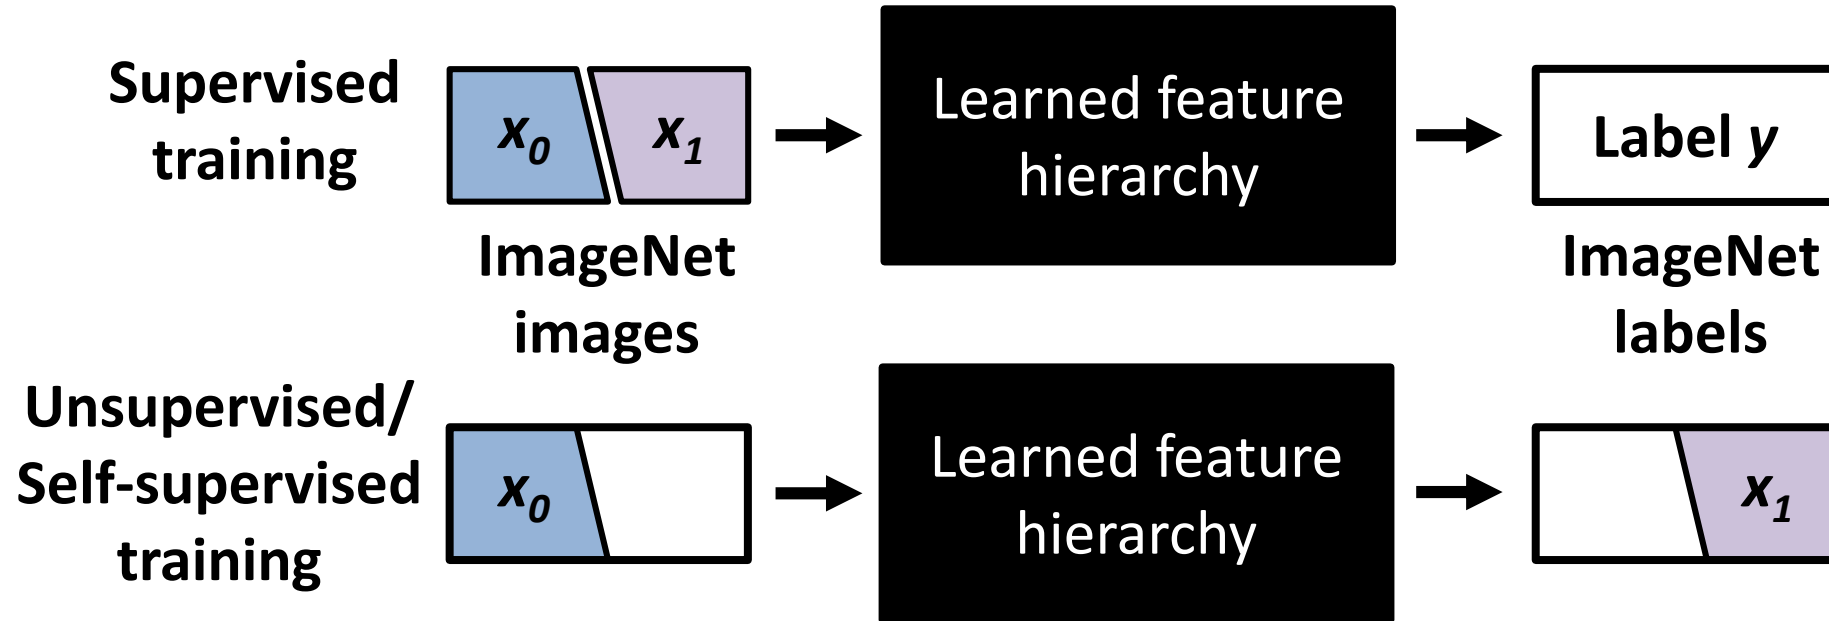 Supervised
training
x0
x1
Learned feature
hierarchy
Label y
ImageNet
images
ImageNet
labels
Unsupervised/
Self-supervised
training
x0
Learned feature
hierarchy
x1